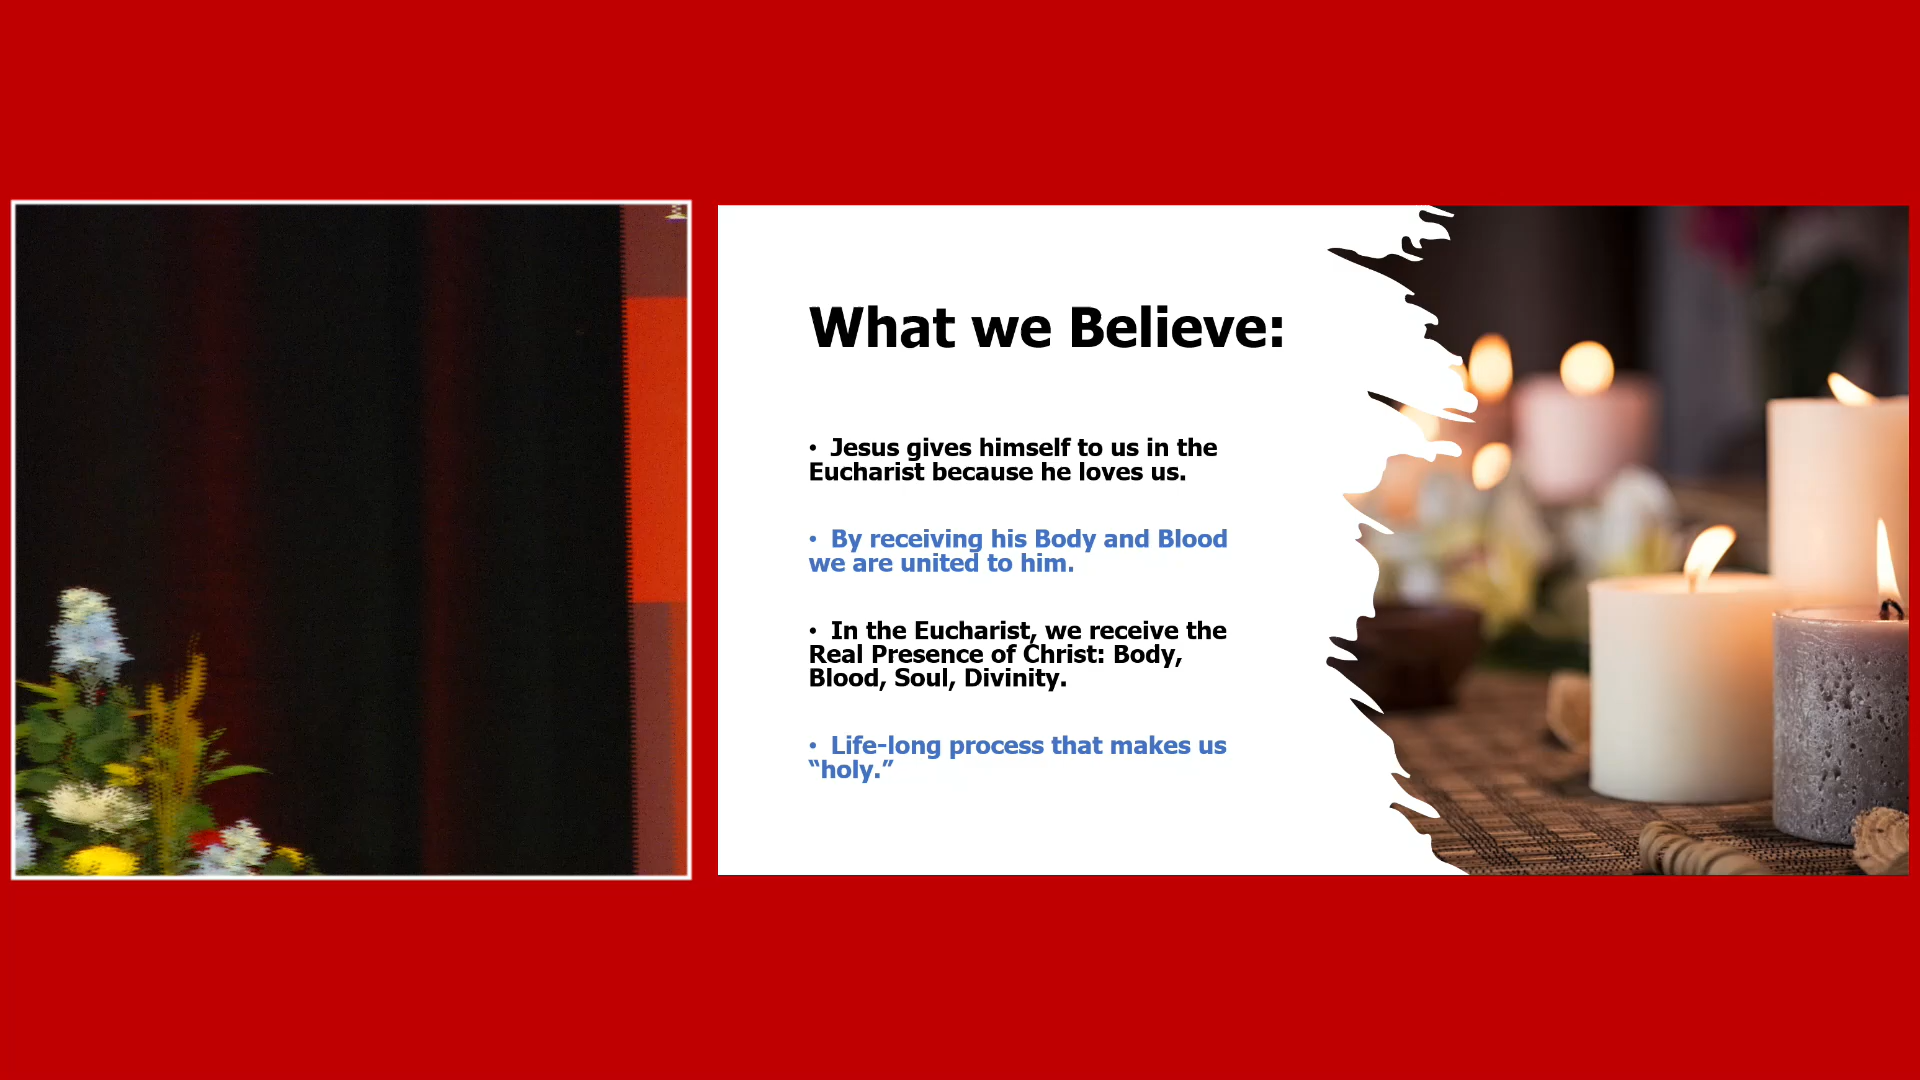 What we Believe:
• Jesus gives himself to us in the
Eucharist because he loves us.
• By receiving his Body and Blood
we are united to him.
• In the Eucharist, we receive the
Real Presence of Christ: Body,
Blood, Soul, Divinity.
• Life-long process that makes us
“holy.”